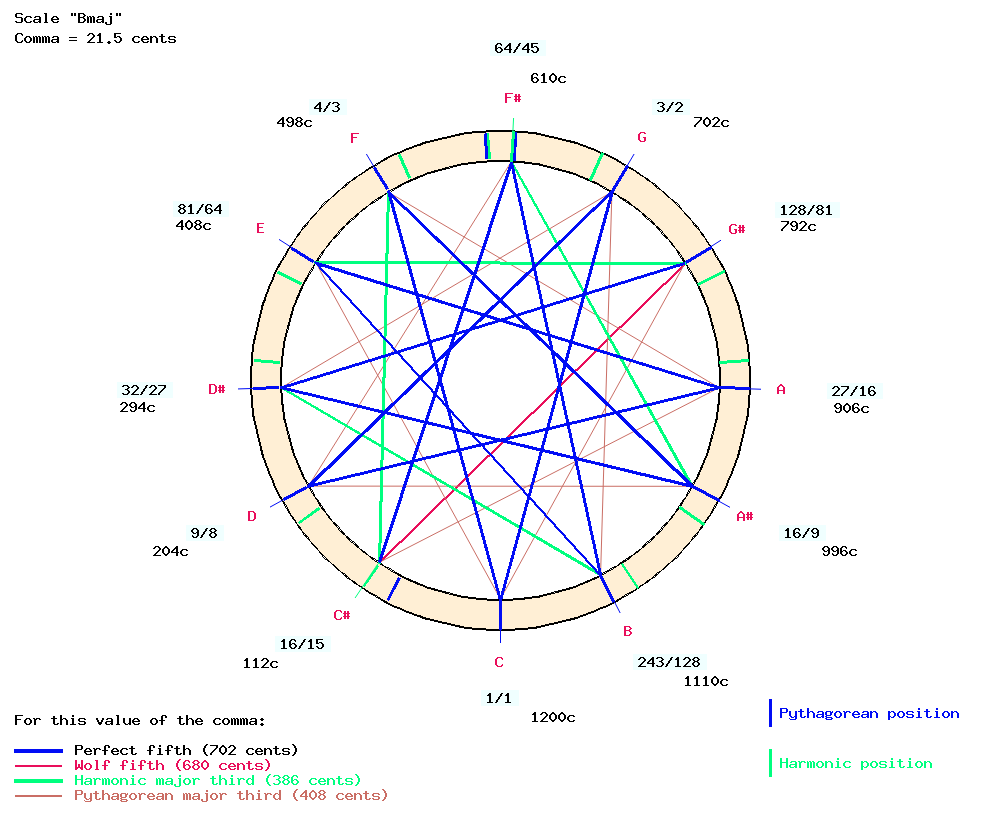 Scale "Bmaj"
Comma = 21.5 cents
64/45
610c
F#
4/3
498c
F
3/2
702c
G
81/64
408c
E
128/81
792c
G#
32/27
294c
D#
A
27/16
906c
D
9/8
204c
A#
16/9
996c
C#
16/15
112c
B
243/128
1110c
C
1/1
1200c
For this value of the comma:
Perfect fifth (702 cents)
Wolf fifth (680 cents)
Harmonic major third (386 cents)
Pythagorean major third (408 cents)
Pythagorean position
Harmonic position